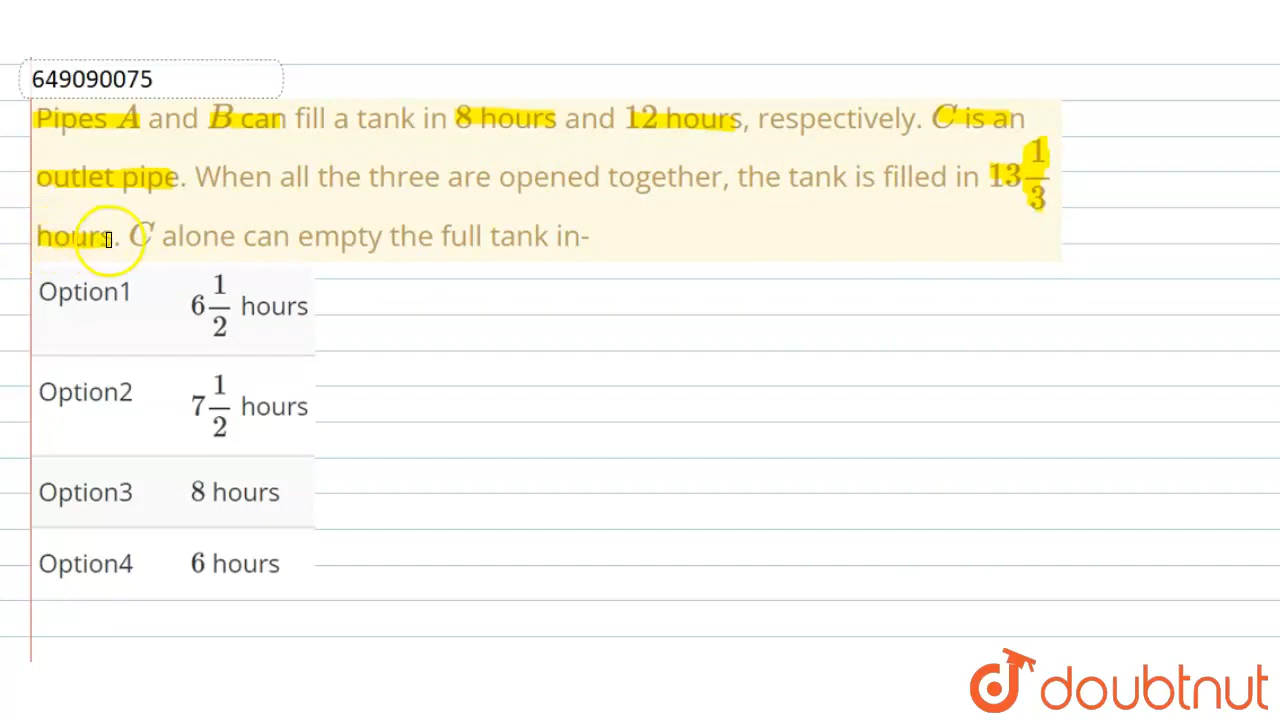 649090075
Pipes A and B can fill a tank in 8 hours and 12 hours, respectively. C is an
outlet pipe. When all the three are opened together, the tank is filled in 13 1/3
hours. C alone can empty the full tank in-
Option1 6 1/2 hours
Option2 7 1/2 hours
Option3 8 hours
Option4 6 hours
doubtnut